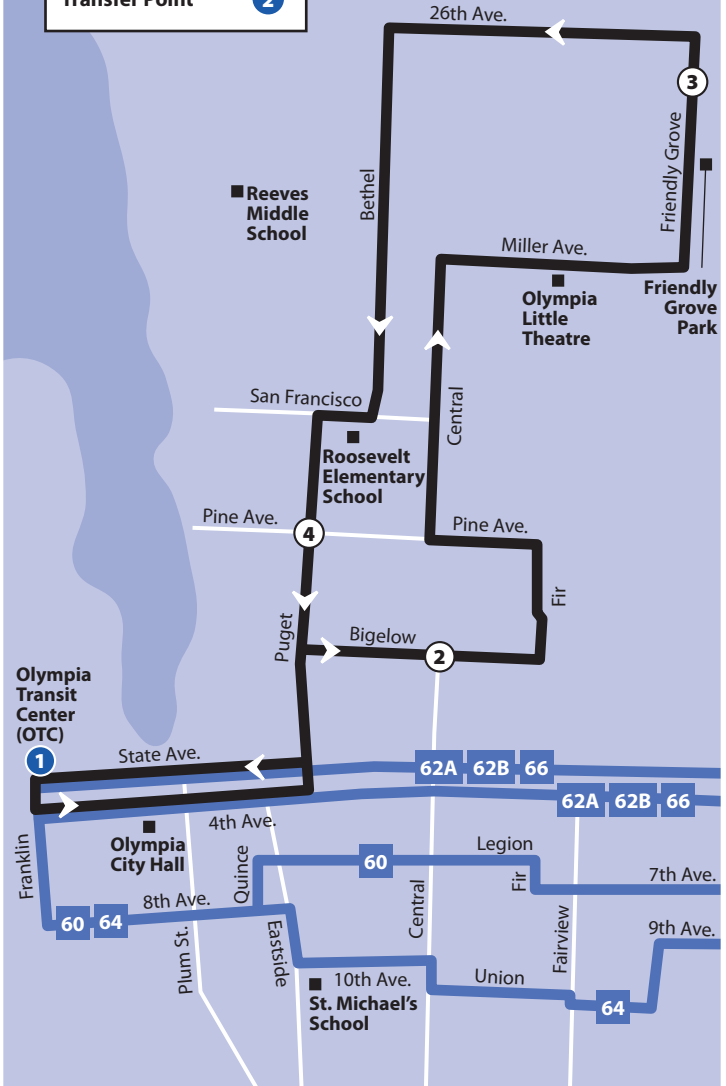 Transfer Point 2
26th Ave.
3
Friendly Grove
Bethel
Reeves
Middle
School
Miller Ave.
Olympia
Little
Theatre
Friendly
Grove
Park
San Francisco
Central
Roosevelt
Elementary
School
Pine Ave.
4
Pine Ave.
Fir
Puget
Bigelow
2
Olympia
Transit
Center
(OTC)
1
State Ave.
62A 62B 66
62A 62B 66
4th Ave.
Olympia
City Hall
Franklin
Quince
60
Legion
Fir
7th Ave.
8th Ave.
60 64
Plum St.
Eastside
Central
Fairview
9th Ave.
10th Ave.
Union
St. Michael's
School
64